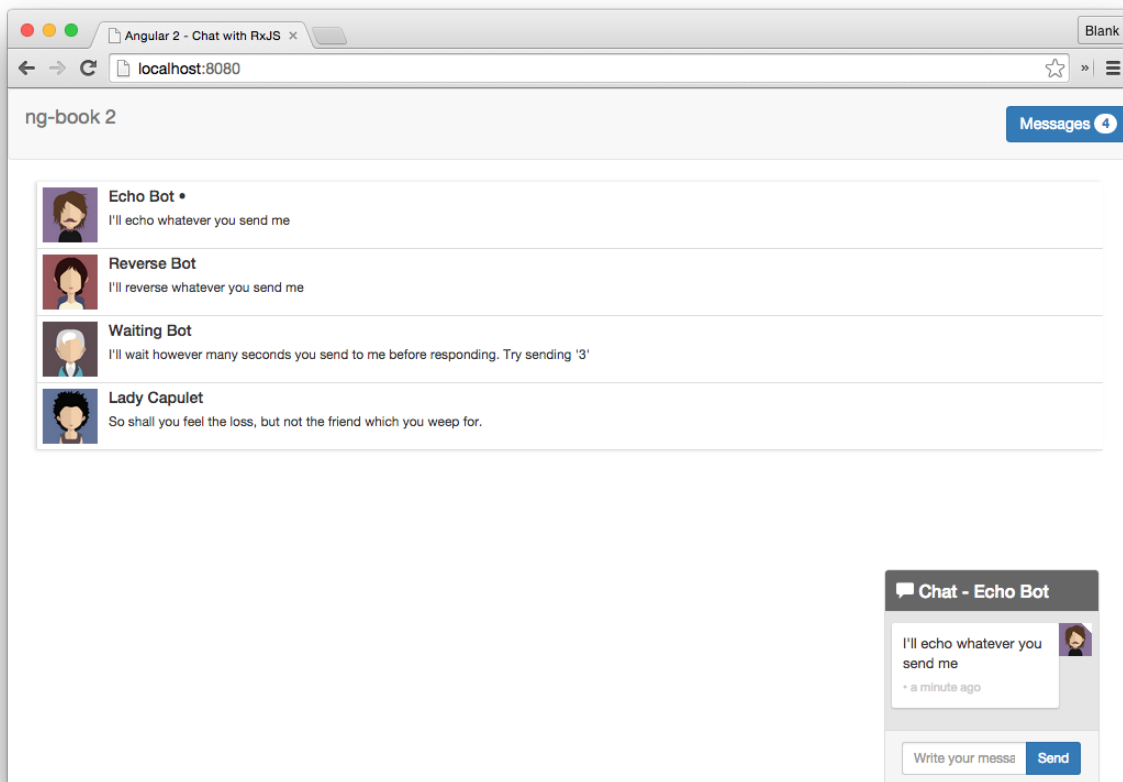 Angular 2 - Chat with RxJS
Blank
localhost:8080
ng-book 2
Messages 4
Echo Bot •
I'll echo whatever you send me
Reverse Bot
I'll reverse whatever you send me
Waiting Bot
I'll wait however many seconds you send to me before responding. Try sending '3'
Lady Capulet
So shall you feel the loss, but not the friend which you weep for.
Chat - Echo Bot
I'll echo whatever you
send me
• a minute ago
Write your messa
Send